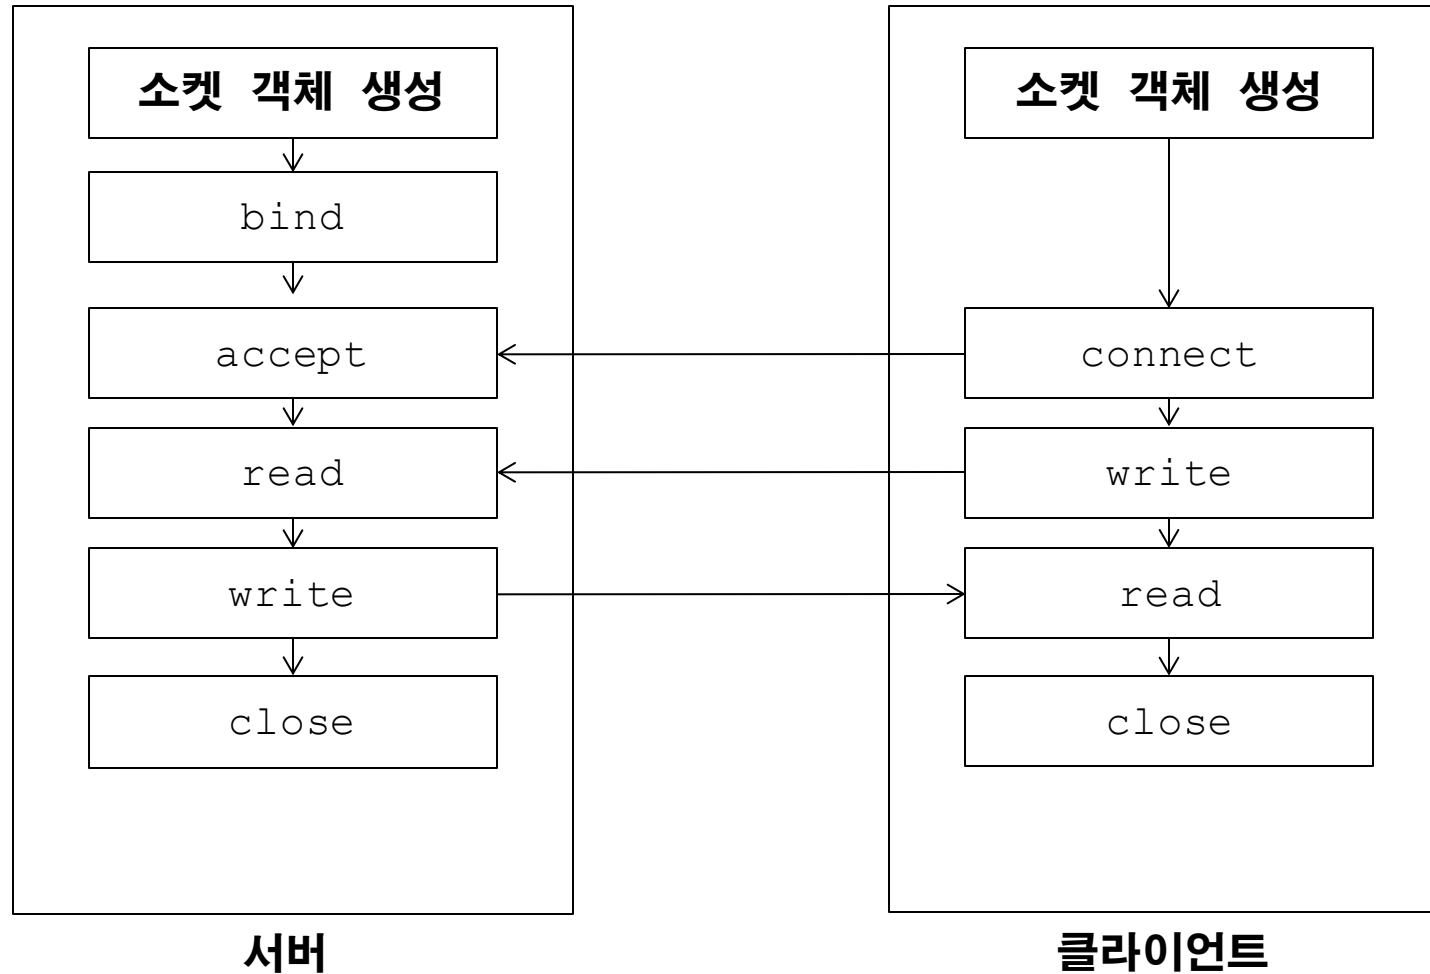 소켓 객체 생성
bind
accept
read
write
close
서버
소켓 객체 생성
connect
write
read
close
클라이언트